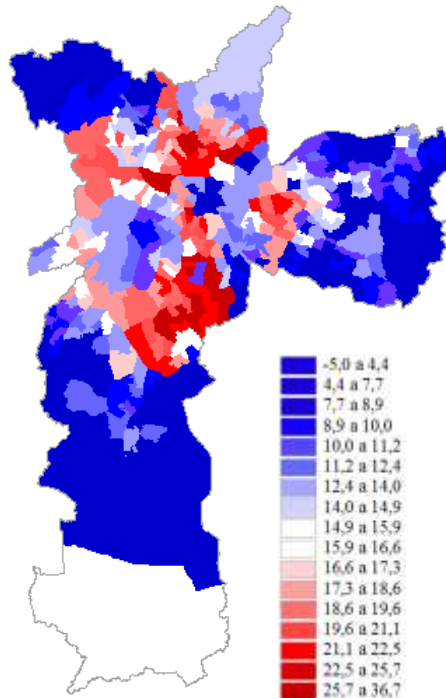 -5,0 a 4,4
4,4 a 7,7
7,7 a 8,9
8,9 a 10,0
10,0 a 11,2
11,2 a 12,4
12,4 a 14,0
14,0 a 14,9
14,9 a 15,9
15,9 a 16,6
16,6 a 17,3
17,3 a 18,6
18,6 a 19,6
19,6 a 21,1
21,1 a 22,5
22,5 a 25,7
25,7 a 36,7